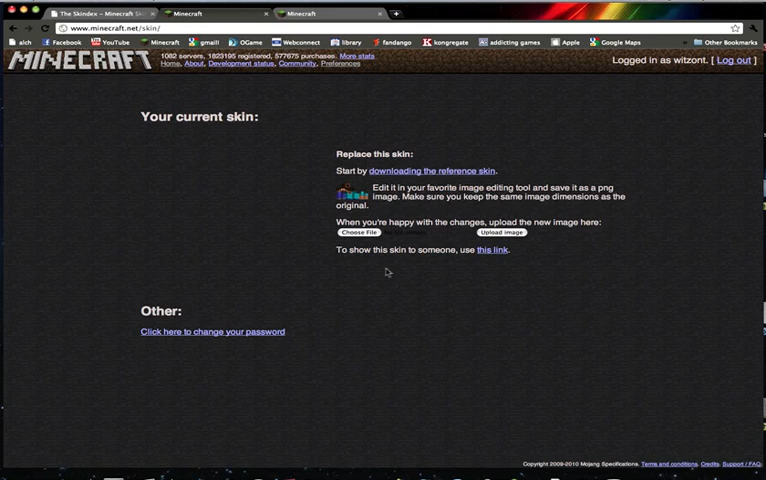 The Skindex – Minecraft Sk
Minecraft
Minecraft
www.minecraft.net/skin/
alch
Facebook
YouTube
Minecraft
gmaill
OGame
Webconnect
library
fandango
kongregate
addicting games
Apple
Google Maps
Other Bookmarks
MINECRAFT
1082 servers, 1823195 registered, 577675 purchases. More stats
Home, About, Development status, Community, Preferences
Logged in as witzont. [ Log out ]
Your current skin:
Replace this skin:
Start by downloading the reference skin.
Edit it in your favorite image editing tool and save it as a png
image. Make sure you keep the same image dimensions as the
original.
When you're happy with the changes, upload the new image here:
Choose File
Upload image
To show this skin to someone, use this link.
Other:
Click here to change your password
Copyright 2009-2010 Mojang Specifications. Terms and conditions. Credits. Support / FAQ.